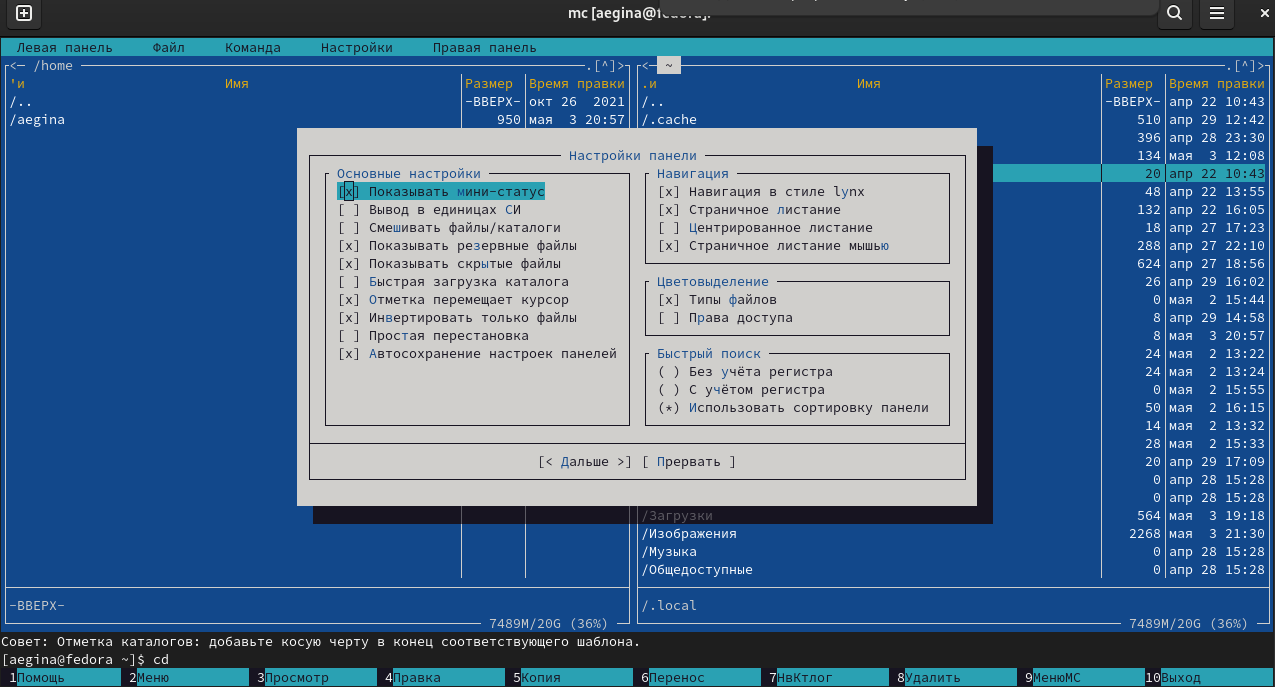 mc [aegina@fedora]:
Левая панель Файл Команда Настройки Правая панель
<— /home .[^]> <— ~ .[^]>
'и Имя Размер Время правки .и Имя Размер Время правки
/.. -ВВЕРХ- окт 26 2021 /.. -ВВЕРХ- апр 22 10:43
/aegina 950 мая 3 20:57 /.cache 510 апр 29 12:42
396 апр 28 23:30
Настройки панели 134 мая 3 12:08
Основные настройки Навигация 20 апр 22 10:43
[x] Показывать мини-статус [x] Навигация в стиле lynx 48 апр 22 13:55
[ ] Вывод в единицах СИ [x] Страничное листание 132 апр 22 16:05
[ ] Смешивать файлы/каталоги [ ] Центрированное листание 18 апр 27 17:23
[x] Показывать резервные файлы [x] Страничное листание мышью 288 апр 27 22:10
[x] Показывать скрытые файлы 624 апр 27 18:56
[ ] Быстрая загрузка каталога Цветовыделение 26 апр 29 16:02
[x] Отметка перемещает курсор [x] Типы файлов 0 мая 2 15:44
[x] Инвертировать только файлы [ ] Права доступа 8 апр 29 14:58
[ ] Простая перестановка 8 мая 3 20:57
[x] Автосохранение настроек панелей Быстрый поиск 24 мая 2 13:22
( ) Без учёта регистра 24 мая 2 13:24
( ) С учётом регистра 0 мая 2 15:55
(*) Использовать сортировку панели 50 мая 2 16:15
14 мая 2 13:32
28 мая 2 15:33
[< Дальше >] [ Прервать ] 20 апр 29 17:09
0 апр 28 15:28
0 апр 28 15:28
/Загрузки 564 мая 3 19:18
/Изображения 2268 мая 3 21:30
/Музыка 0 апр 28 15:28
/Общедоступные 0 апр 28 15:28
-ВВЕРХ- /.local
7489M/20G (36%) 7489M/20G (36%)
Совет: Отметка каталогов: добавьте косую черту в конец соответствующего шаблона.
[aegina@fedora ~]$ cd
1Помощь 2Меню 3Просмотр 4Правка 5Копия 6Перенос 7НвКтлог 8Удалить 9МенюMC 10Выход